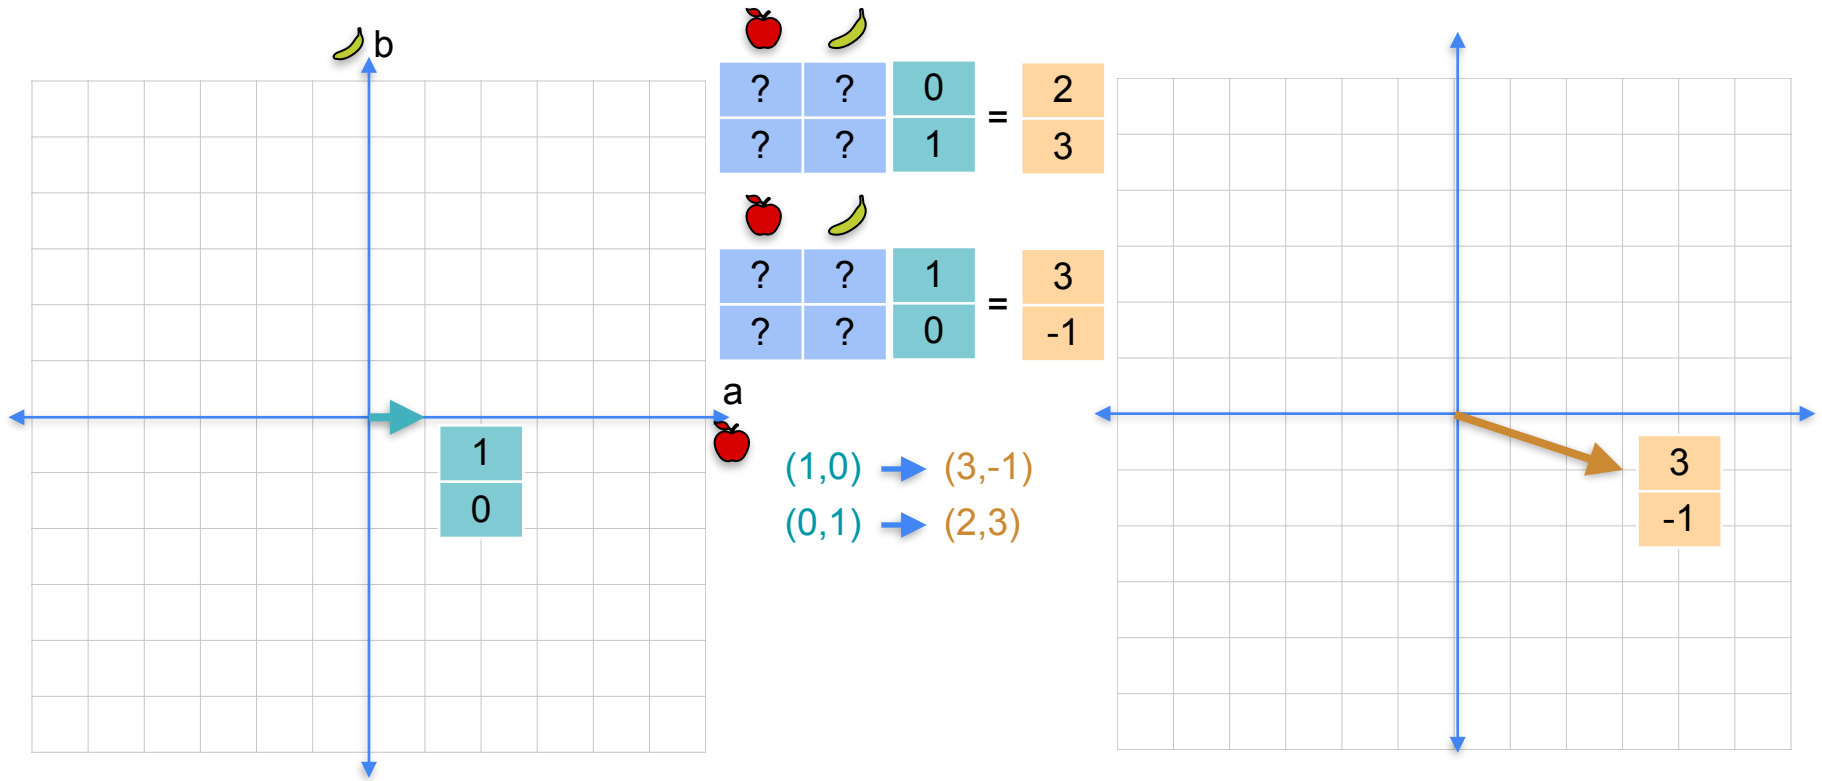 b
? ? 0 = 2
? ? 1 3
? ? 1 = 3
? ? 0 -1
a
1
0
(1,0) (3,-1)
(0,1) (2,3)
3
-1